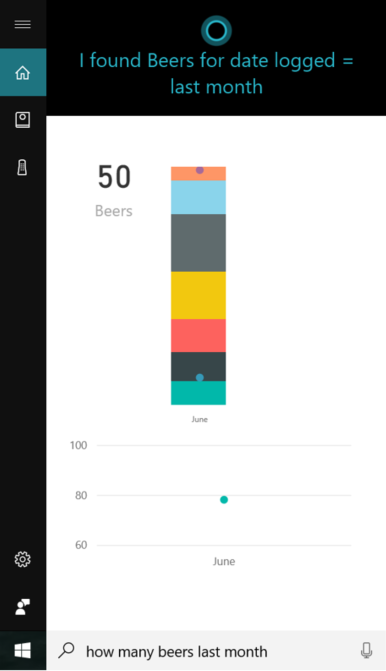 I found Beers for date logged =
last month
50
Beers
June
100
80
60
June
how many beers last month